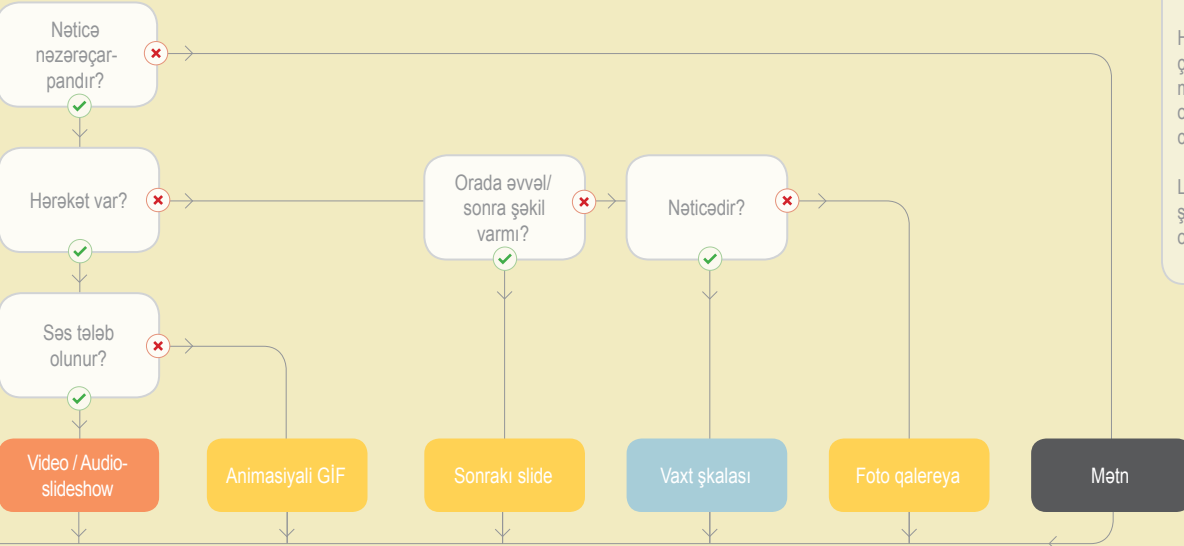 Nəticə
nəzərəçar-
pandır?
Hərəkət var?
Orada əvvəl/
sonra şəkil
varmı?
Nəticədir?
Səs tələb
olunur?
Video / Audio-
slideshow
Animasiyali GİF
Sonrakı slide
Vaxt şkalası
Foto qalereya
Mətn